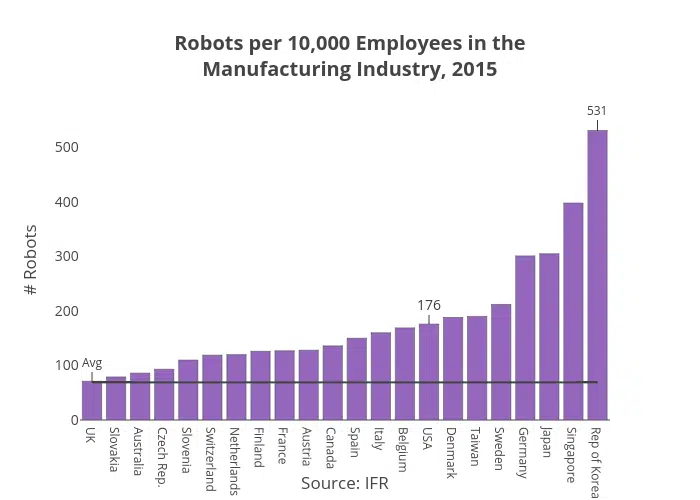 Robots per 10,000 Employees in the
Manufacturing Industry, 2015
# Robots
500
400
300
200
100
0
Avg
176
531
UK
Slovakia
Australia
Czech Rep.
Slovenia
Switzerland
Netherlands
Finland
France
Austria
Canada
Spain
Italy
Belgium
USA
Denmark
Taiwan
Sweden
Germany
Japan
Singapore
Rep of Korea
Source: IFR